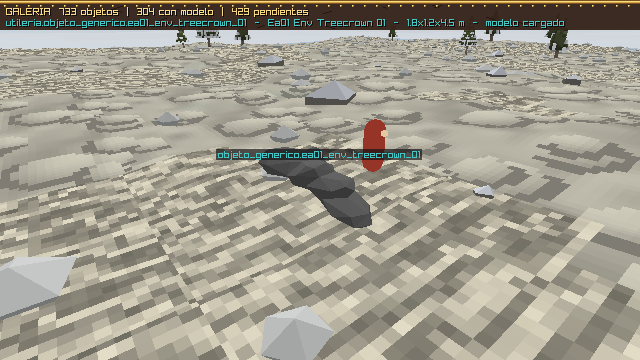 GALERIA 733 objetos | 304 con modelo | 429 pendientes
utileria.objeto_generico.ea01_env_treecrown_01 - Ea01 Env Treecrown 01 - 1.8x1.2x4.5 m - modelo cargado
objeto_generico.ea01_env_treecrown_01